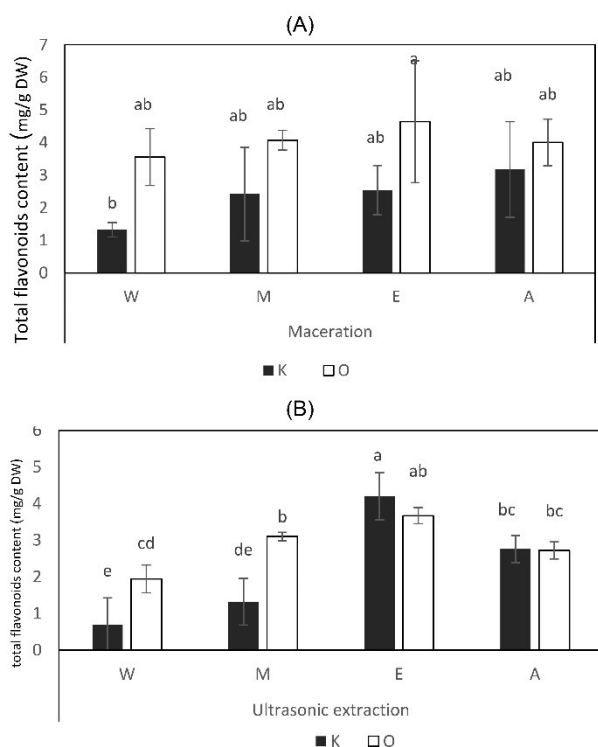 (A)
Total flavonoids content (mg/g DW)
7
6
5
4
3
2
1
0
ab ab ab ab a ab ab
b ab
W M E A
Maceration
K O
(B)
total flavonoids content (mg/g DW)
6
5
4
3
2
1
0
e cd de b a ab bc bc
W M E A
Ultrasonic extraction
K O